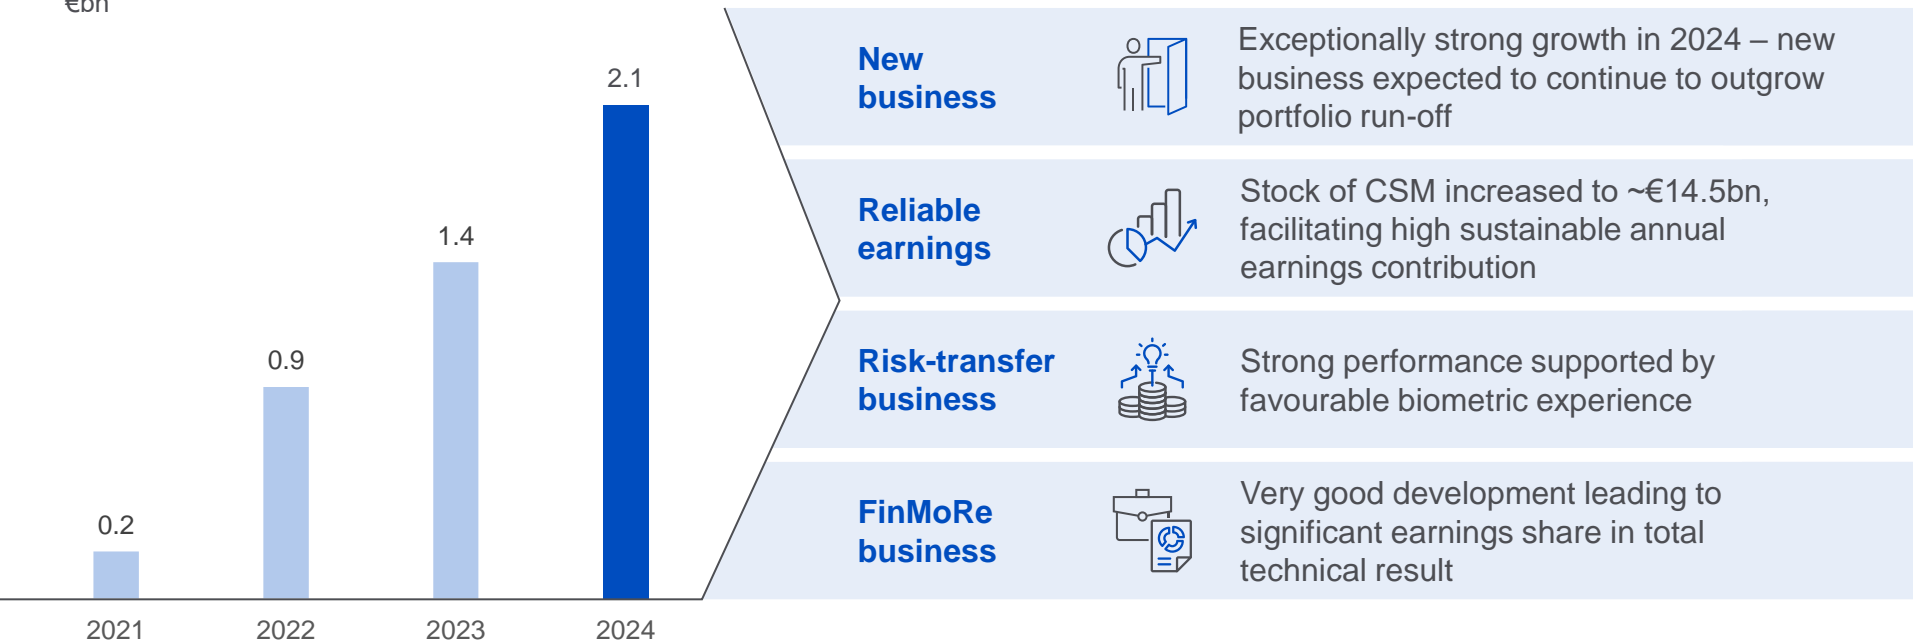 €bn
2.1
1.4
0.9
0.2
2021
2022
2023
2024
New
business
Exceptionally strong growth in 2024 – new
business expected to continue to outgrow
portfolio run-off
Reliable
earnings
Stock of CSM increased to ~€14.5bn,
facilitating high sustainable annual
earnings contribution
Risk-transfer
business
Strong performance supported by
favourable biometric experience
FinMoRe
business
Very good development leading to
significant earnings share in total
technical result